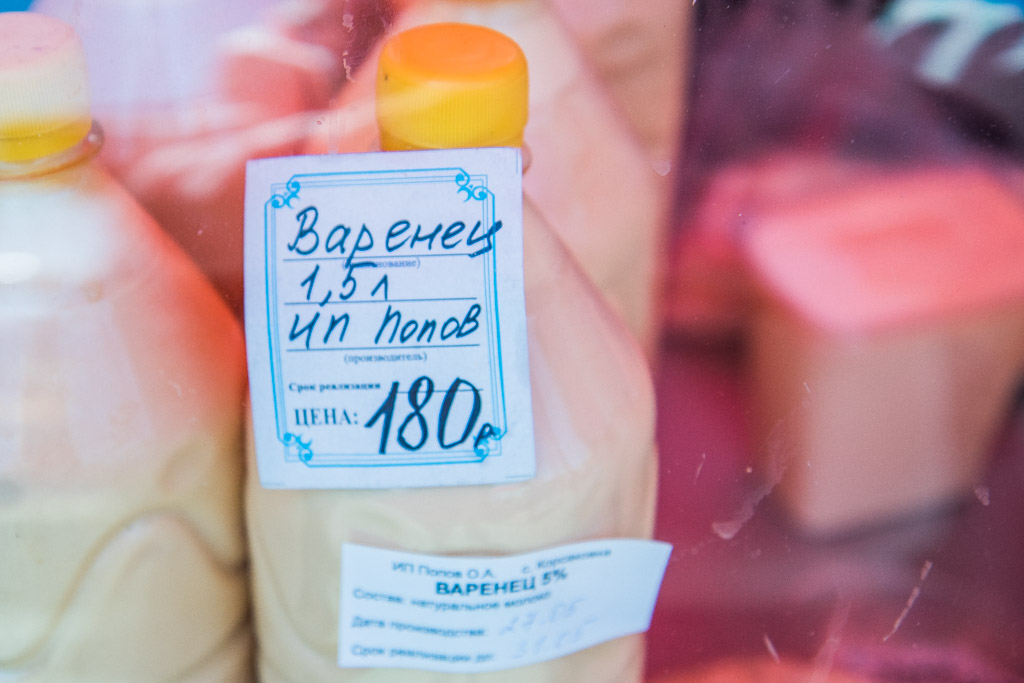 Варенец
1,5 л
ИП Попов
(производитель)
Срок реализации
ЦЕНА: 180р
ИП Попов О.А. с. Корсаковка
ВАРЕНЕЦ 5%
Состав: натуральное молоко
Дата производства:
Срок реализации до: